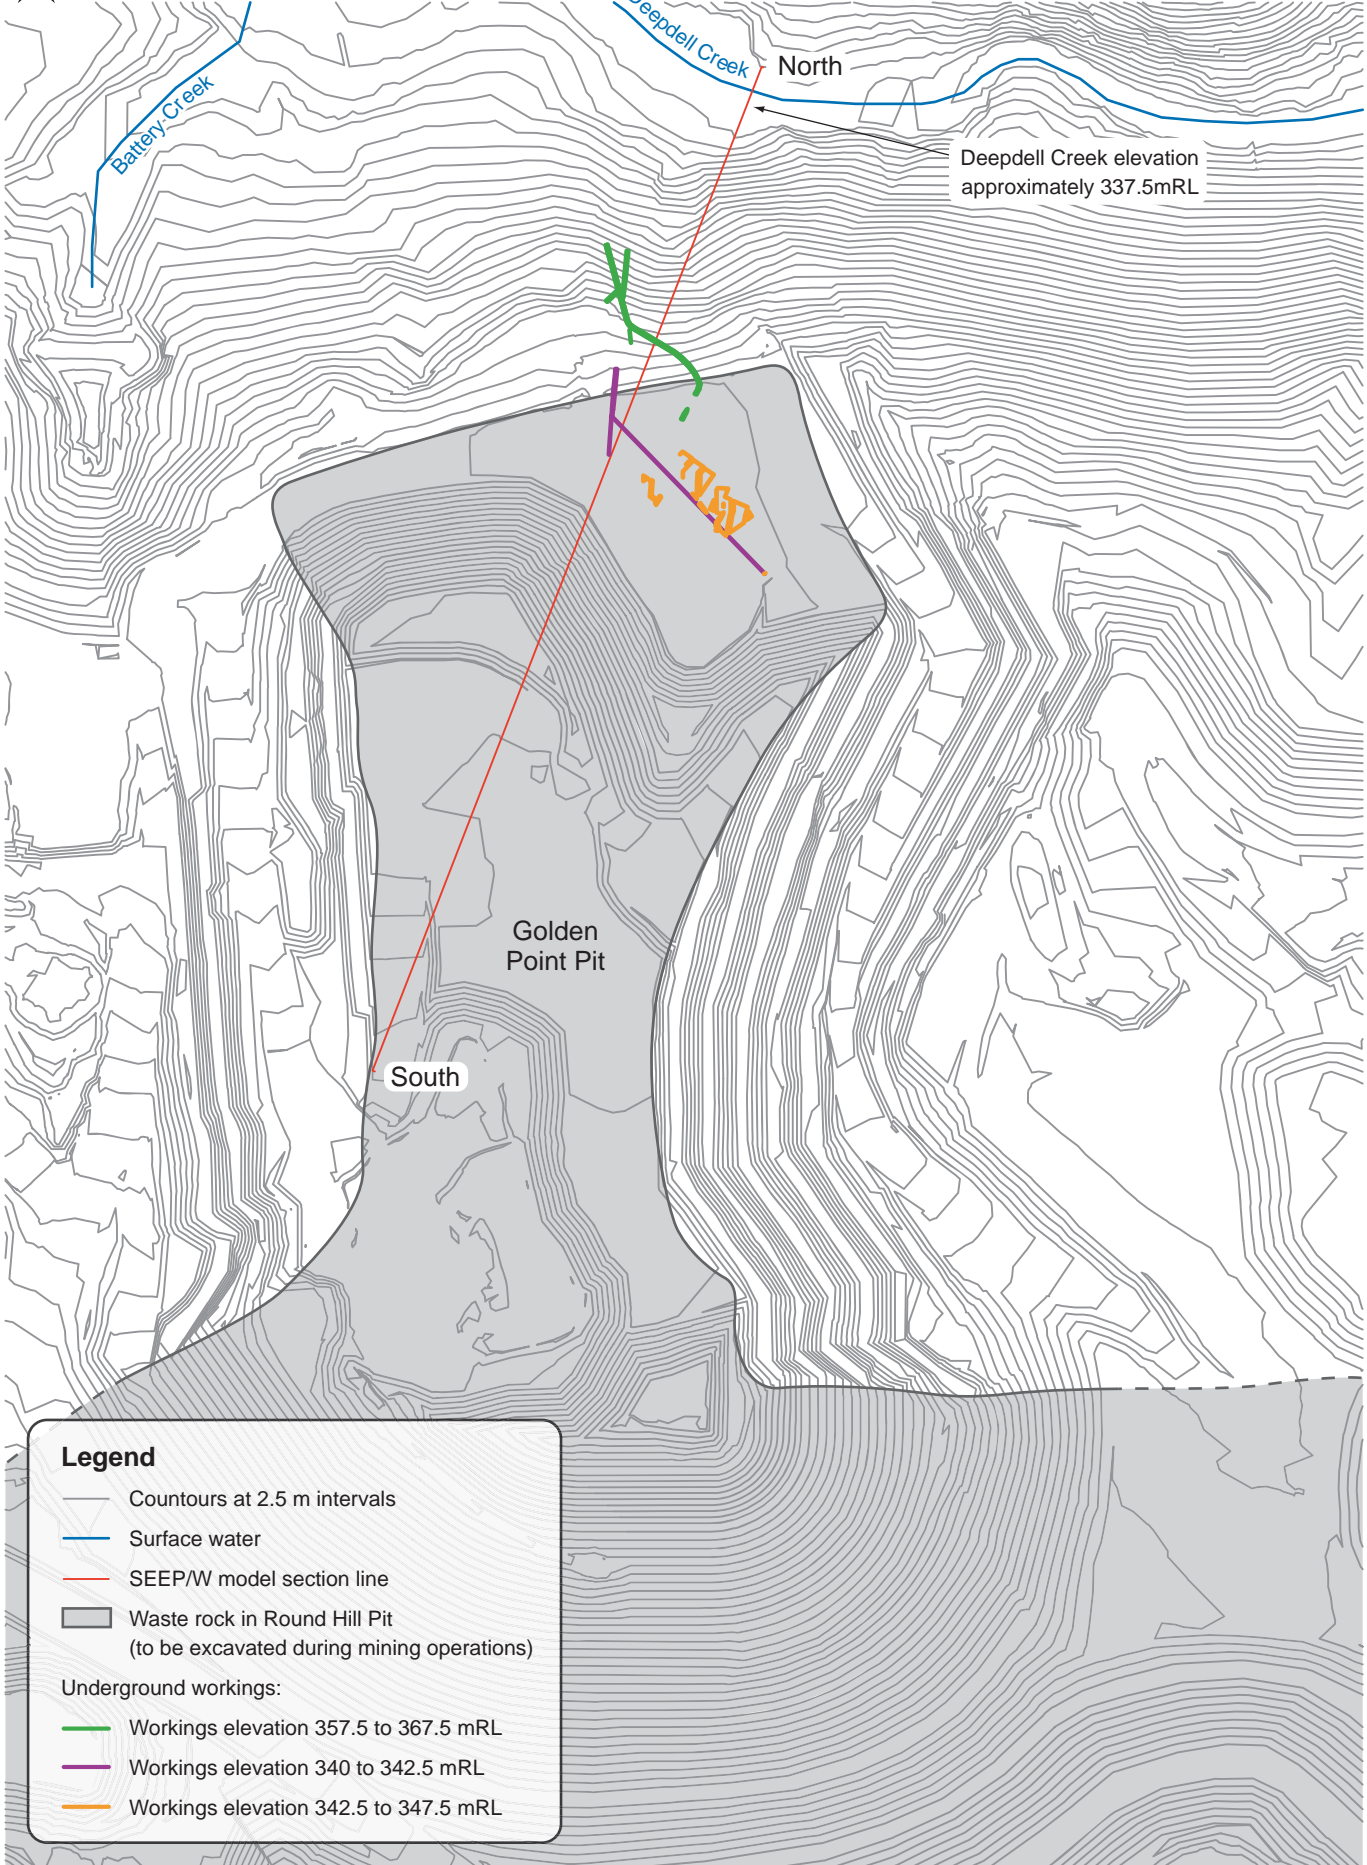 Deepdell Creek
North
Battery Creek
Deepdell Creek elevation
approximately 337.5mRL
Golden
Point Pit
South
Legend
Countours at 2.5 m intervals
Surface water
SEEP/W model section line
Waste rock in Round Hill Pit
(to be excavated during mining operations)
Underground workings:
Workings elevation 357.5 to 367.5 mRL
Workings elevation 340 to 342.5 mRL
Workings elevation 342.5 to 347.5 mRL